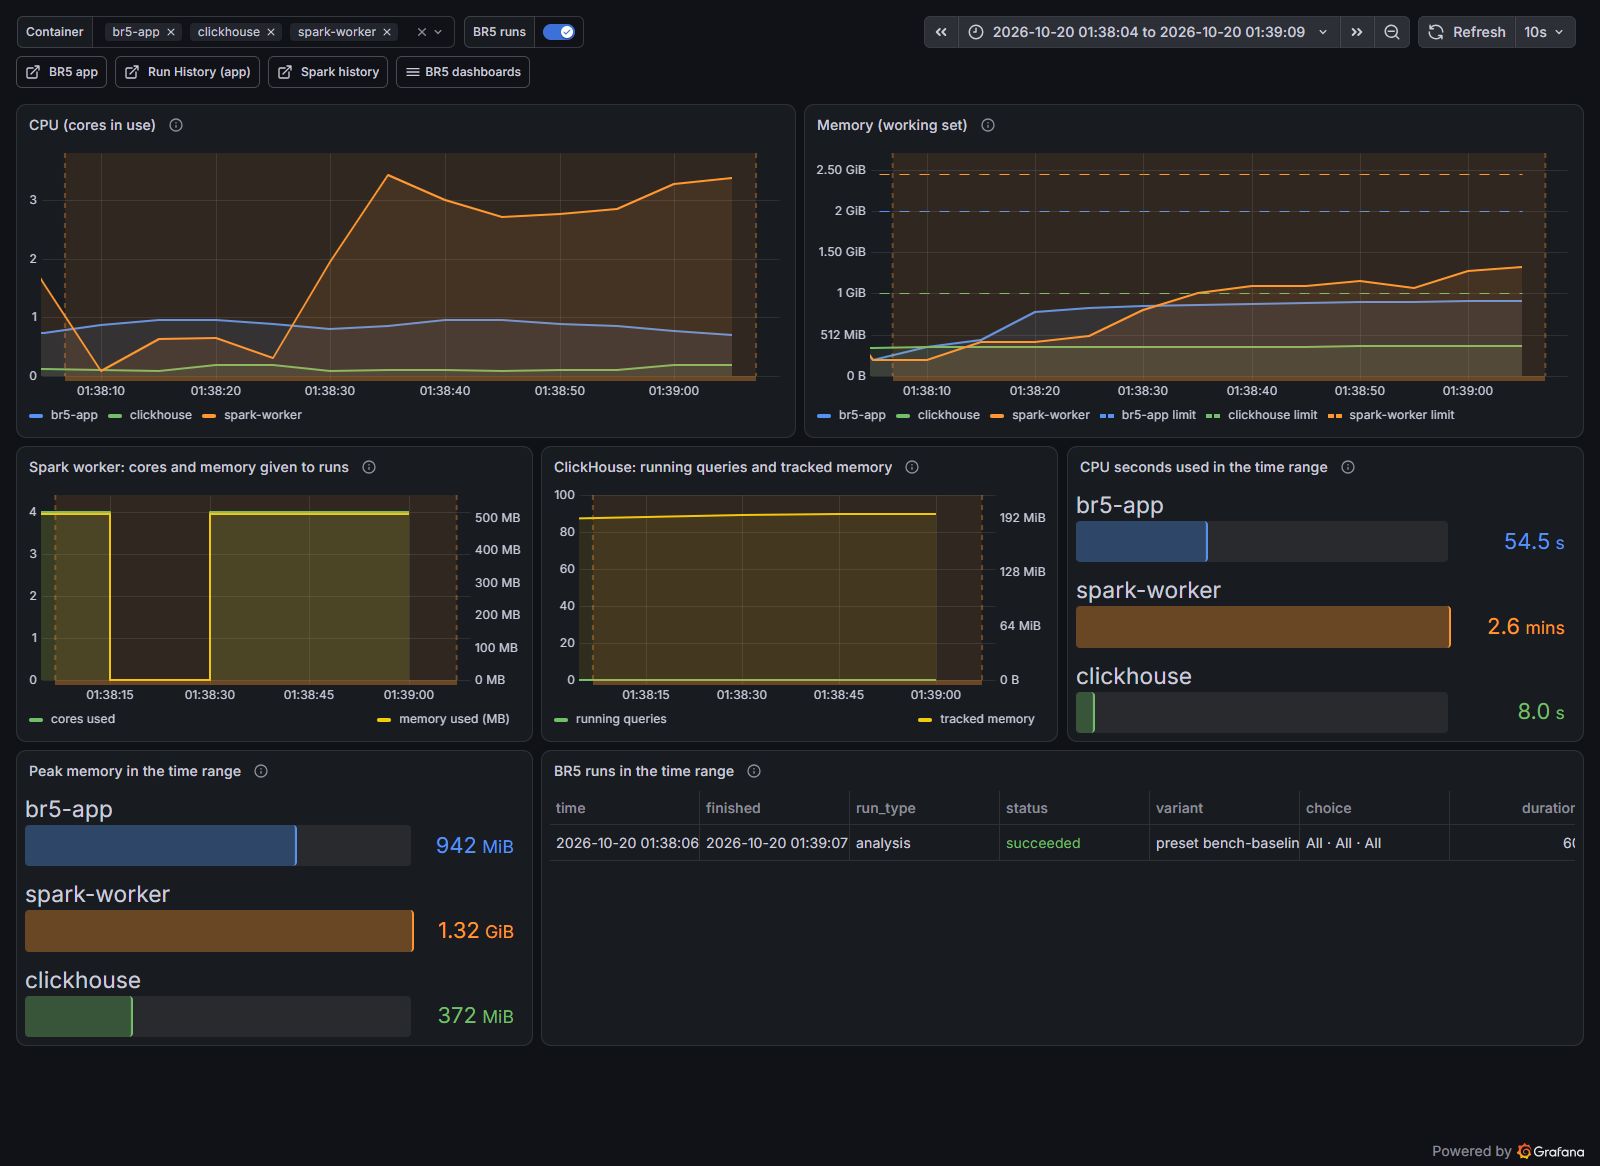 Container br5-app clickhouse spark-worker BR5 runs 2026-10-20 01:38:04 to 2026-10-20 01:39:09 Refresh 10s
BR5 app Run History (app) Spark history BR5 dashboards
CPU (cores in use)
3
2
1
0
01:38:10 01:38:20 01:38:30 01:38:40 01:38:50 01:39:00
br5-app clickhouse spark-worker
Memory (working set)
2.50 GiB
2 GiB
1.50 GiB
1 GiB
512 MiB
0 B
01:38:10 01:38:20 01:38:30 01:38:40 01:38:50 01:39:00
br5-app clickhouse spark-worker br5-app limit clickhouse limit spark-worker limit
Spark worker: cores and memory given to runs
4
3
2
1
0
500 MB
400 MB
300 MB
200 MB
100 MB
0 MB
01:38:15 01:38:30 01:38:45 01:39:00
cores used memory used (MB)
ClickHouse: running queries and tracked memory
100
80
60
40
20
0
192 MiB
128 MiB
64 MiB
0 B
01:38:15 01:38:30 01:38:45 01:39:00
running queries tracked memory
CPU seconds used in the time range
br5-app
54.5 s
spark-worker
2.6 mins
clickhouse
8.0 s
Peak memory in the time range
br5-app
942 MiB
spark-worker
1.32 GiB
clickhouse
372 MiB
BR5 runs in the time range
time finished run_type status variant choice duration
2026-10-20 01:38:06 2026-10-20 01:39:07 analysis succeeded preset bench-baselin All · All · All 60
Powered by Grafana